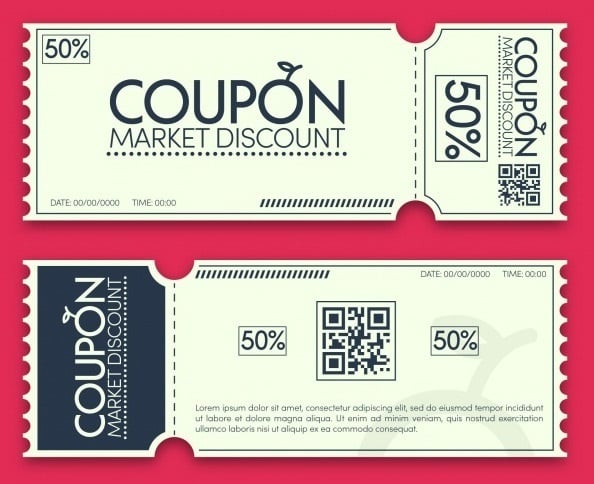 50%
COUPON
MARKET DISCOUNT
DATE: 00/00/0000 TIME: 00:00
50%
COUPON
MARKET DISCOUNT
COUPON
MARKET DISCOUNT
DATE: 00/00/0000 TIME: 00:00
50%
50%
Lorem ipsum dolor sit amet, consectetur adipiscing elit, sed do eiusmod tempor incididunt
ut labore et dolore magna aliqua. Ut enim ad minim veniam, quis nostrud exercitation
ullamco laboris nisi ut aliquip ex ea commodo consequat.